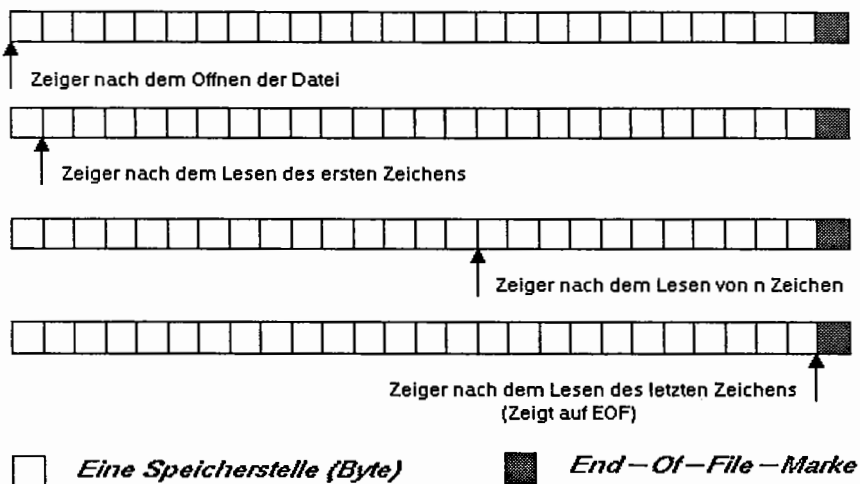 Zeiger nach dem Öffnen der Datei
Zeiger nach dem Lesen des ersten Zeichens
Zeiger nach dem Lesen von n Zeichen
Zeiger nach dem Lesen des letzten Zeichens
(Zeigt auf EOF)
Eine Speicherstelle (Byte)
End-Of-File-Marke